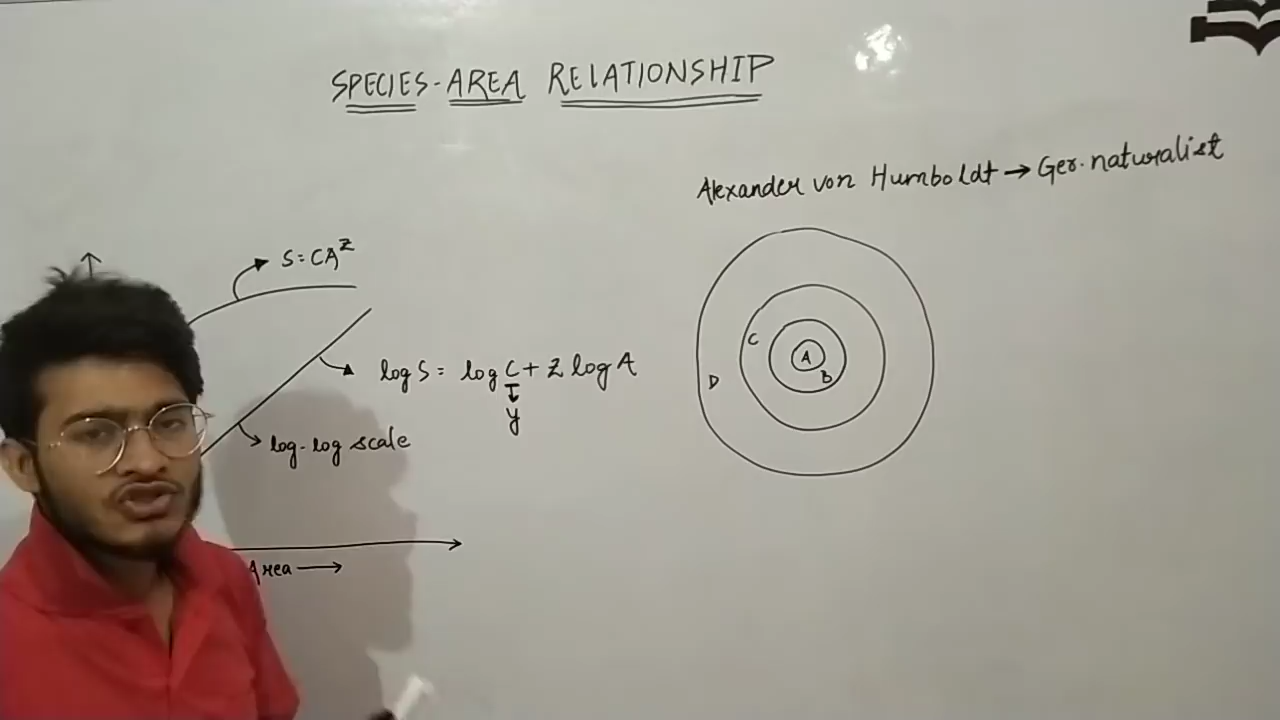 SPECIES-AREA RELATIONSHIP
Alexander von Humboldt → Ger. naturalist
S = CA^Z
log S = log C + Z log A
y
log-log scale
Area →
A
B
C
D